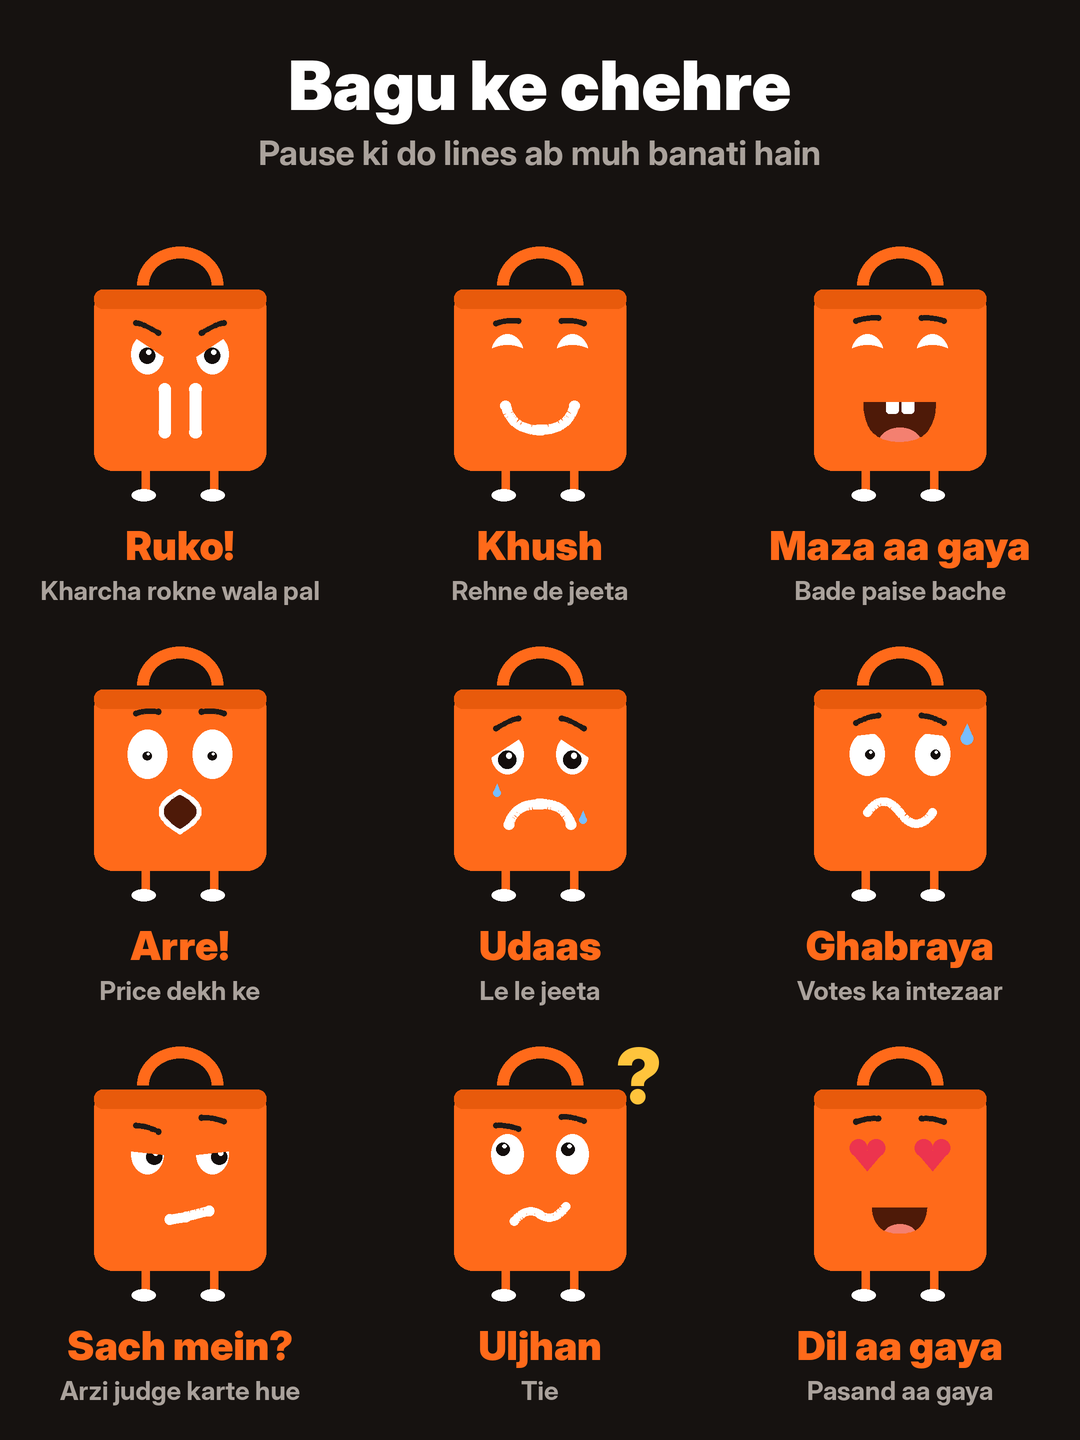 Bagu ke chehre
Pause ki do lines ab muh banati hain
Ruko!
Kharcha rokne wala pal
Khush
Rehne de jeeta
Maza aa gaya
Bade paise bache
Arre!
Price dekh ke
Udaas
Le le jeeta
Ghabraya
Votes ka intezaar
?
Sach mein?
Arzi judge karte hue
Uljhan
Tie
Dil aa gaya
Pasand aa gaya